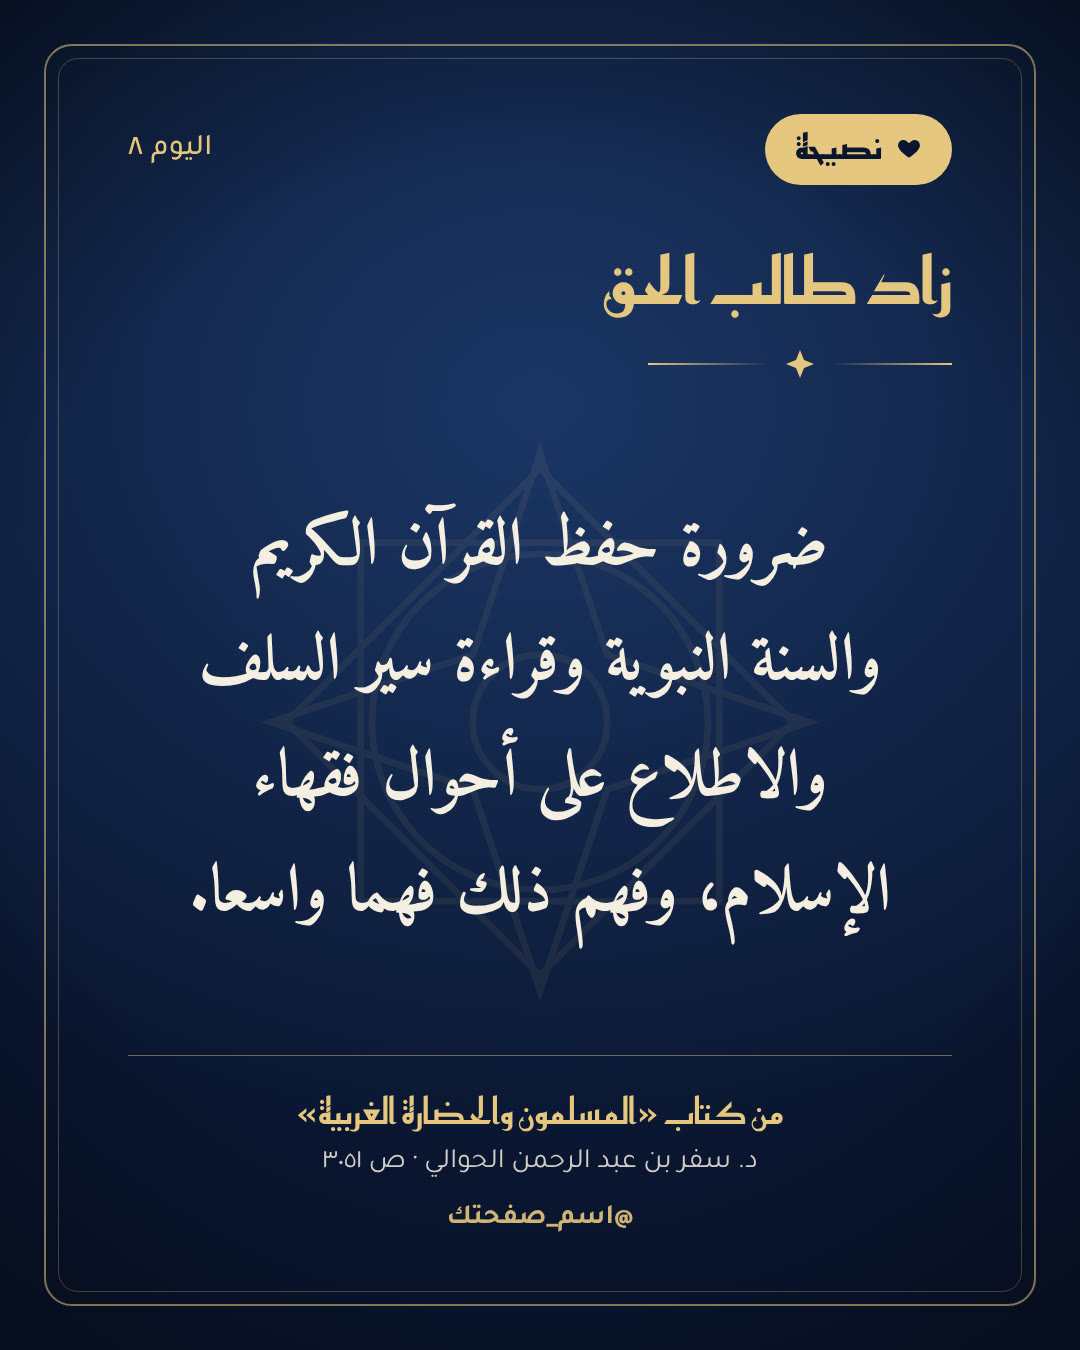 نصيحة
اليوم ٨
زاد طالب الحق
ضرورة حفظ القرآن الكريم
والسنة النبوية وقراءة سير السلف
والاطلاع على أحوال فقهاء
الإسلام، وفهم ذلك فهما واسعا.
من كتاب «المسلمون والحضارة الغربية»
د. سفر بن عبد الرحمن الحوالي · ص ٣٠٥١
@اسم_صفحتك